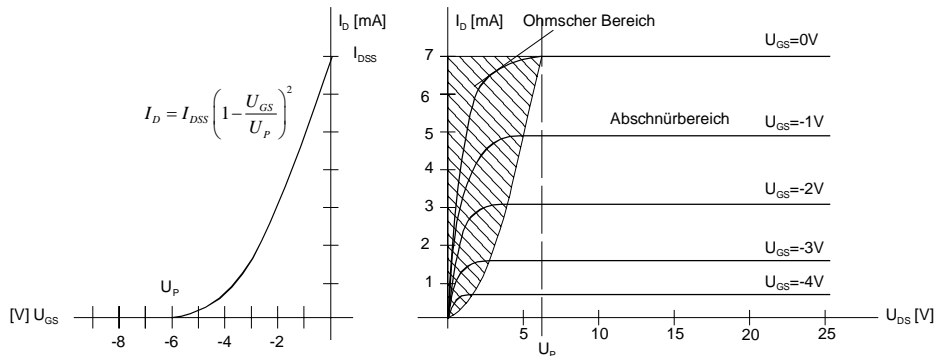 I_D [mA]
I_DSS
I_D = I_DSS (1 - U_GS / U_P)^2
U_P
[V] U_GS
-8 -6 -4 -2
I_D [mA]
Ohmscher Bereich
7
6
5
4
3
2
1
U_GS=0V
Abschnürbereich
U_GS=-1V
U_GS=-2V
U_GS=-3V
U_GS=-4V
5 10 15 20 25
U_DS [V]
U_P